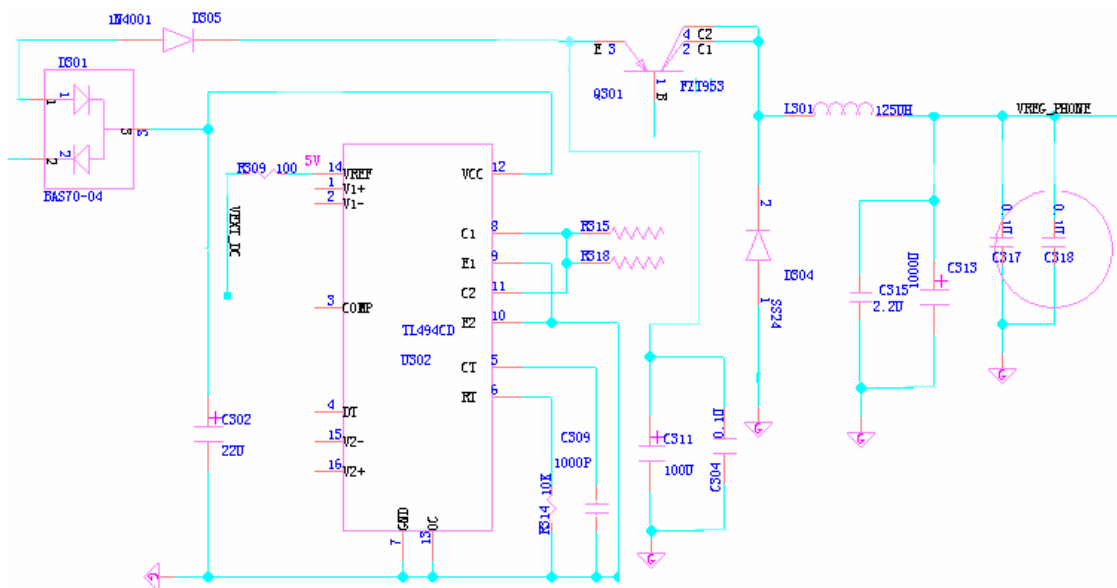 1N4001
D305
D301
1
2
1
2
3
3
BAS70-04
E 3
4 C2
2 C1
1
B
Q301
FZT953
L301
125UH
VREG_PHONE
R309 100
5V
VEXT_DC
14 VREF
1 V1+
2 V1-
3 COMP
4 DT
15 V2-
16 V2+
7 GND
13 OC
TL494CD
U302
VCC 12
C1 8
E1 9
C2 11
E2 10
CT 5
RT 6
R315
R318
C302
22U
C309
1000P
R314 10K
C311
100U
C304 0.1U
2
D304
1
SS24
C315
2.2U
C313
0.1U
C317
0.1U
C318
G
G
G
G
G